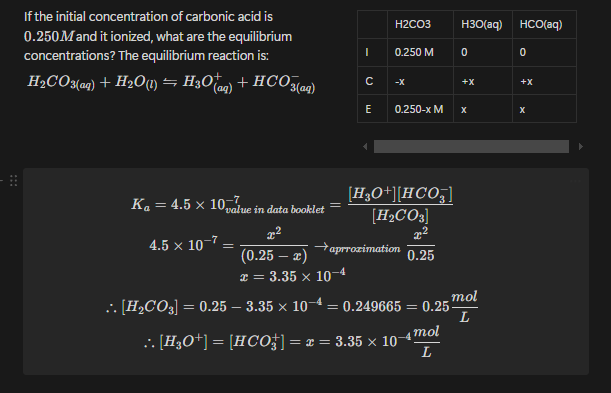 If the initial concentration of carbonic acid is
0.250M and it ionized, what are the equilibrium
concentrations? The equilibrium reaction is:
H₂CO₃(aq) + H₂O(l) ⇋ H₃O⁺(aq) + HCO₃⁻(aq)
H2CO3 H3O(aq) HCO(aq)
I 0.250 M 0 0
C -x +x +x
E 0.250-x M x x
Kₐ = 4.5 × 10⁻⁷ value in data booklet = [H₃O⁺][HCO₃⁻] / [H₂CO₃]
4.5 × 10⁻⁷ = x² / (0.25 − x) → aprroximation x² / 0.25
x = 3.35 × 10⁻⁴
∴ [H₂CO₃] = 0.25 − 3.35 × 10⁻⁴ = 0.249665 = 0.25 mol / L
∴ [H₃O⁺] = [HCO₃⁺] = x = 3.35 × 10⁻⁴ mol / L